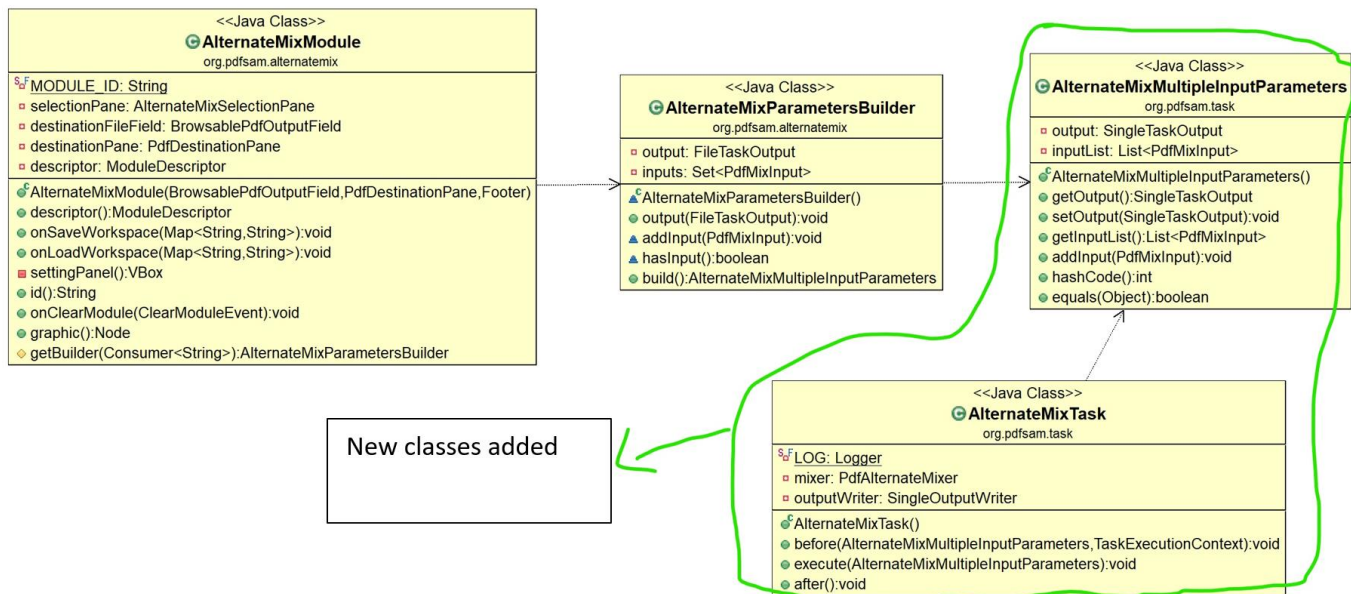 <<Java Class>>
AlternateMixModule
org.pdfsam.alternatemix
MODULE_ID: String
selectionPane: AlternateMixSelectionPane
destinationFileField: BrowsablePdfOutputField
destinationPane: PdfDestinationPane
descriptor: ModuleDescriptor
AlternateMixModule(BrowsablePdfOutputField,PdfDestinationPane,Footer)
descriptor():ModuleDescriptor
onSaveWorkspace(Map<String,String>):void
onLoadWorkspace(Map<String,String>):void
settingPanel():VBox
id():String
onClearModule(ClearModuleEvent):void
graphic():Node
getBuilder(Consumer<String>):AlternateMixParametersBuilder
<<Java Class>>
AlternateMixParametersBuilder
org.pdfsam.alternatemix
output: FileTaskOutput
inputs: Set<PdfMixInput>
AlternateMixParametersBuilder()
output(FileTaskOutput):void
addInput(PdfMixInput):void
hasInput():boolean
build():AlternateMixMultipleInputParameters
<<Java Class>>
AlternateMixMultipleInputParameters
org.pdfsam.task
output: SingleTaskOutput
inputList: List<PdfMixInput>
AlternateMixMultipleInputParameters()
getOutput():SingleTaskOutput
setOutput(SingleTaskOutput):void
getInputList():List<PdfMixInput>
addInput(PdfMixInput):void
hashCode():int
equals(Object):boolean
New classes added
<<Java Class>>
AlternateMixTask
org.pdfsam.task
LOG: Logger
mixer: PdfAlternateMixer
outputWriter: SingleOutputWriter
AlternateMixTask()
before(AlternateMixMultipleInputParameters,TaskExecutionContext):void
execute(AlternateMixMultipleInputParameters):void
after():void